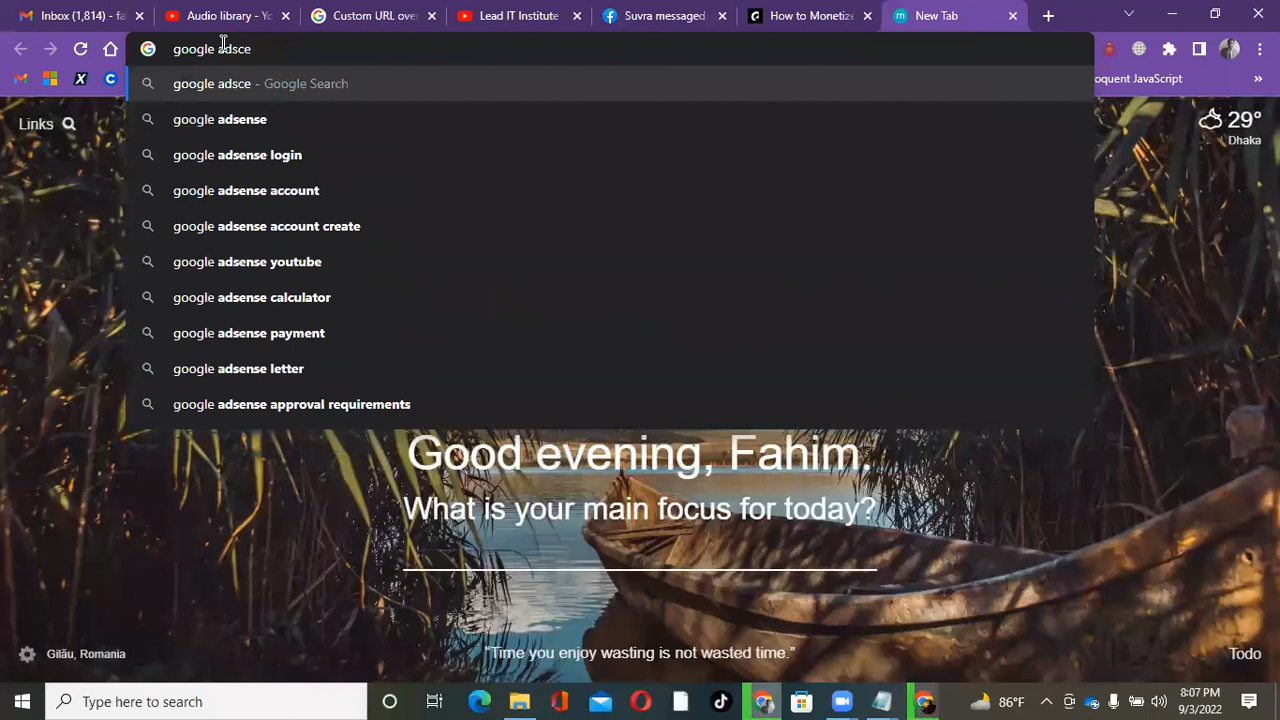 Inbox (1,814) - fa
Audio library - Yo
Custom URL over
Lead IT Institute
Suvra messaged
How to Monetize
New Tab
google adsce
oquent JavaScript
google adsce - Google Search
google adsense
google adsense login
google adsense account
google adsense account create
google adsense youtube
google adsense calculator
google adsense payment
google adsense letter
google adsense approval requirements
Links
29°
Dhaka
Good evening, Fahim.
What is your main focus for today?
Gilău, Romania
"Time you enjoy wasting is not wasted time."
Todo
Type here to search
86°F
8:07 PM
9/3/2022